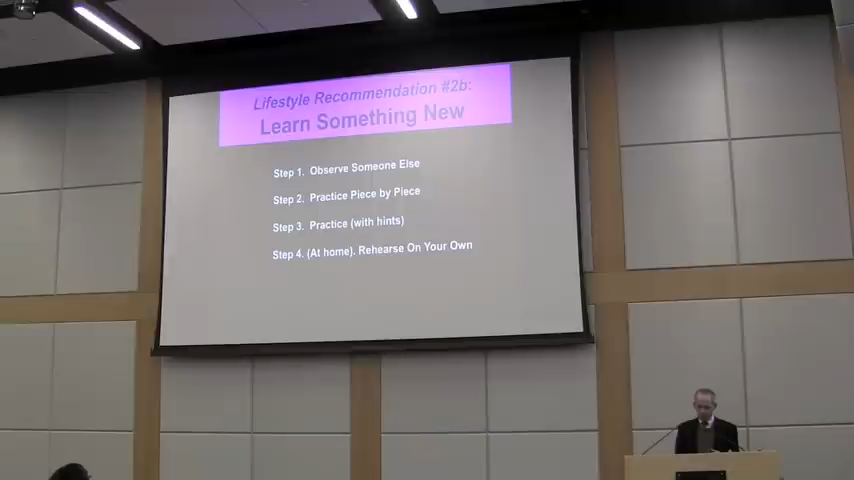 Lifestyle Recommendation #2b:
Learn Something New
Step 1. Observe Someone Else
Step 2. Practice Piece by Piece
Step 3. Practice (with hints)
Step 4. (At home). Rehearse On Your Own